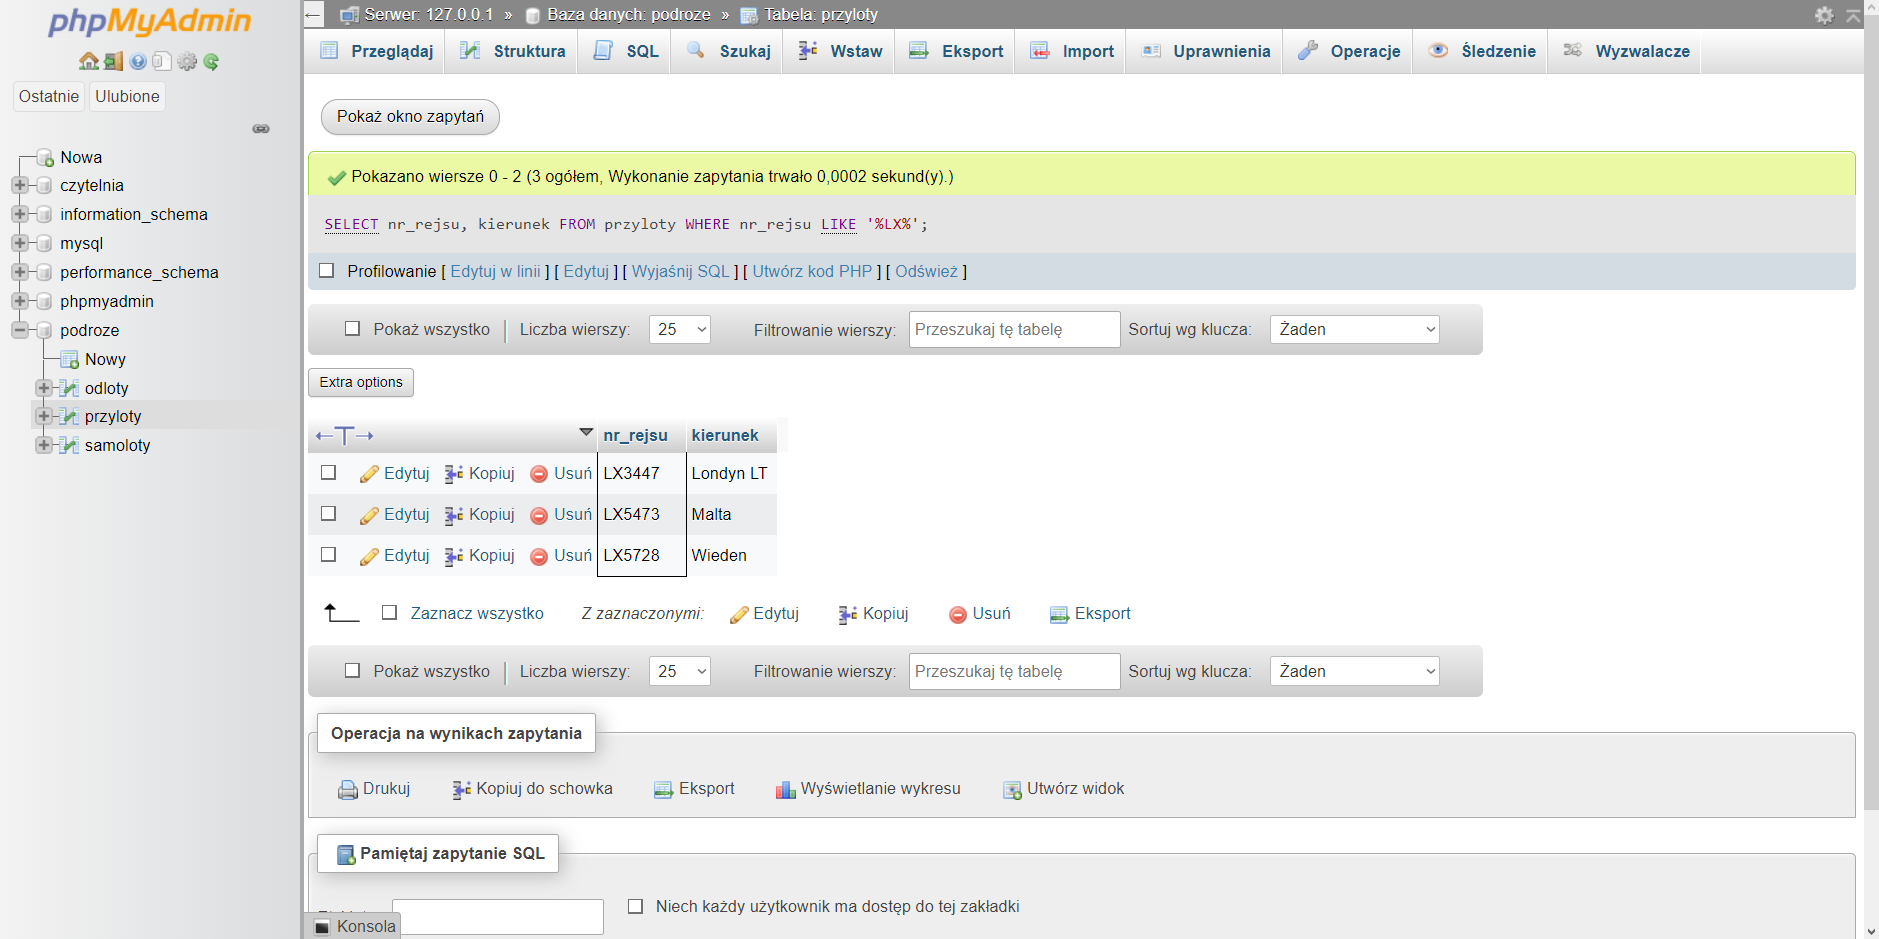 phpMyAdmin
Ostatnie Ulubione
Nowa
czytelnia
information_schema
mysql
performance_schema
phpmyadmin
podroze
Nowy
odloty
przyloty
samoloty
Serwer: 127.0.0.1 » Baza danych: podroze » Tabela: przyloty
Przeglądaj Struktura SQL Szukaj Wstaw Eksport Import Uprawnienia Operacje Śledzenie Wyzwalacze
Pokaż okno zapytań
Pokazano wiersze 0 - 2 (3 ogółem, Wykonanie zapytania trwało 0,0002 sekund(y).)
SELECT nr_rejsu, kierunek FROM przyloty WHERE nr_rejsu LIKE '%LX%';
Profilowanie [ Edytuj w linii ] [ Edytuj ] [ Wyjaśnij SQL ] [ Utwórz kod PHP ] [ Odśwież ]
Pokaż wszystko Liczba wierszy: 25 Filtrowanie wierszy: Przeszukaj tę tabelę Sortuj wg klucza: Żaden
Extra options
←T→ nr_rejsu kierunek
Edytuj Kopiuj Usuń LX3447 Londyn LT
Edytuj Kopiuj Usuń LX5473 Malta
Edytuj Kopiuj Usuń LX5728 Wieden
Zaznacz wszystko Z zaznaczonymi: Edytuj Kopiuj Usuń Eksport
Pokaż wszystko Liczba wierszy: 25 Filtrowanie wierszy: Przeszukaj tę tabelę Sortuj wg klucza: Żaden
Operacja na wynikach zapytania
Drukuj Kopiuj do schowka Eksport Wyświetlanie wykresu Utwórz widok
Pamiętaj zapytanie SQL
Niech każdy użytkownik ma dostęp do tej zakładki
Konsola